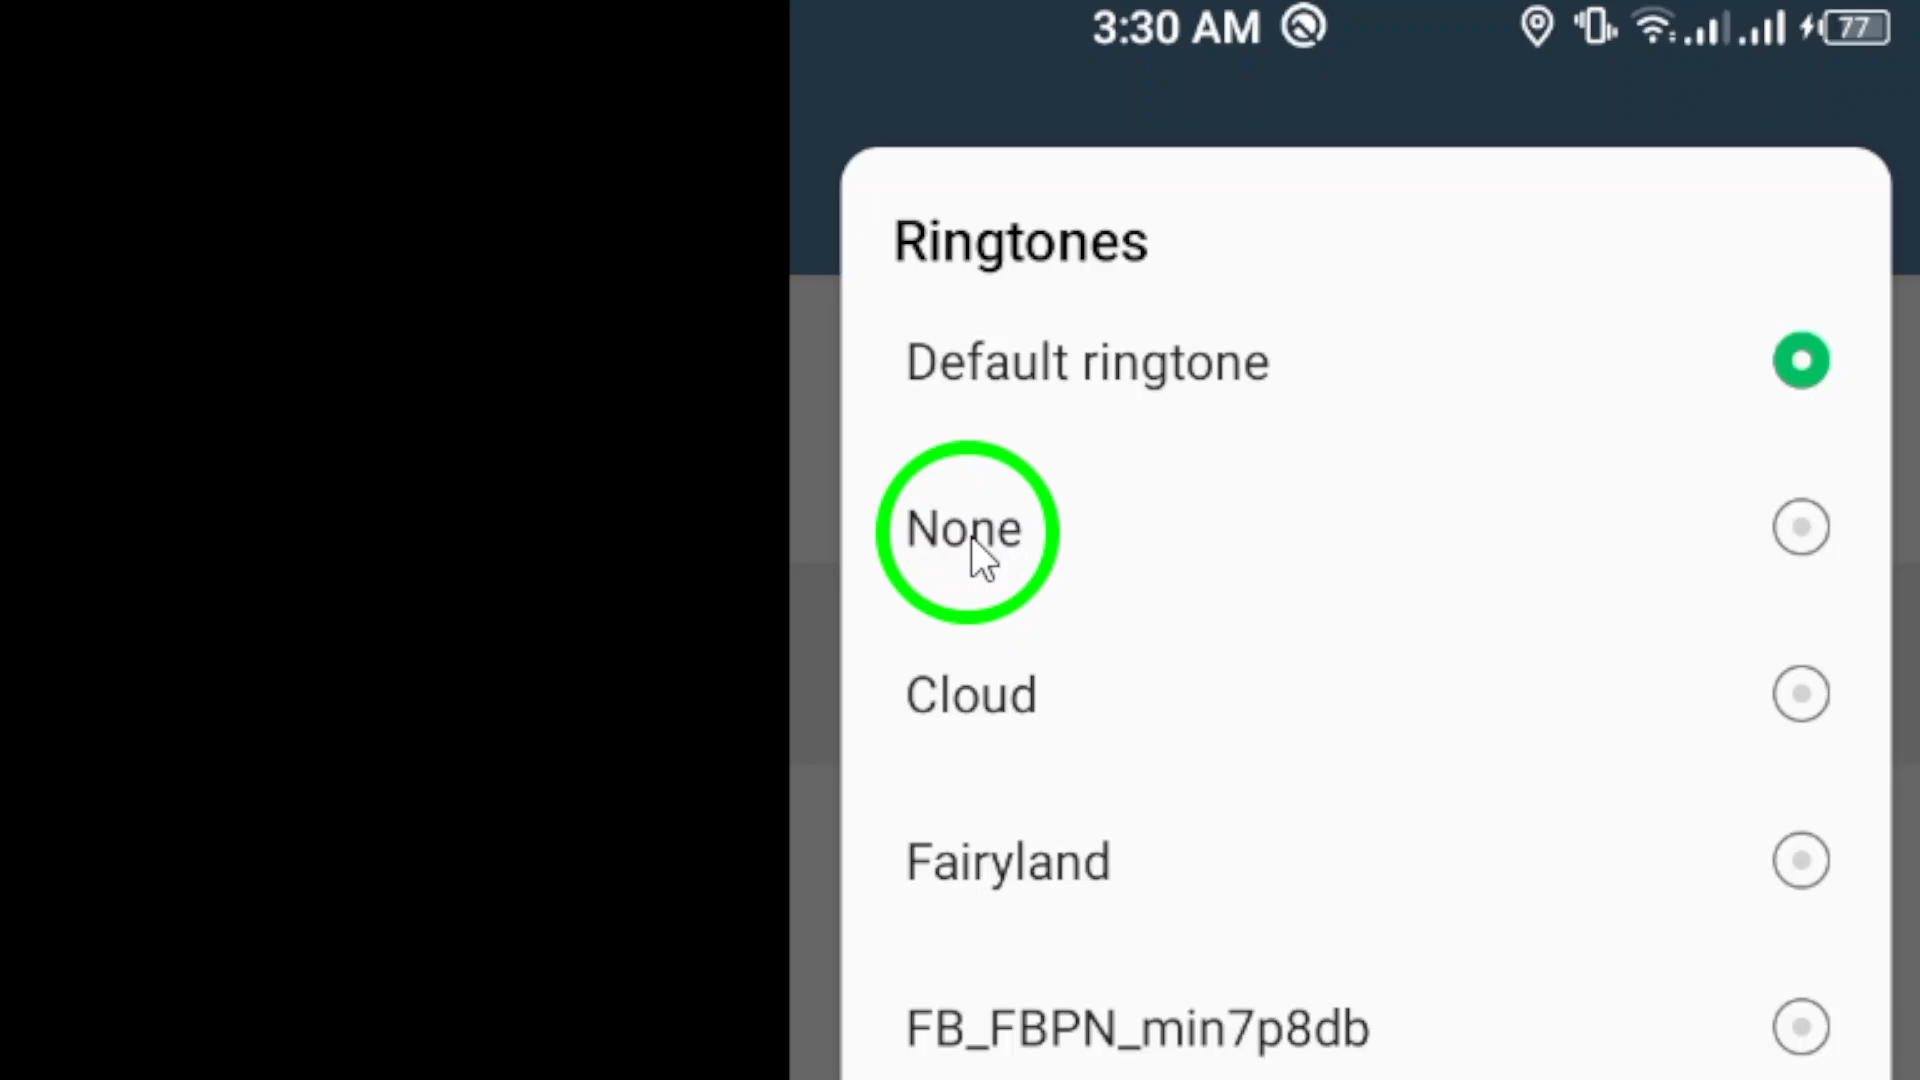 3:30 AM
77
Ringtones
Default ringtone
None
Cloud
Fairyland
FB_FBPN_min7p8db